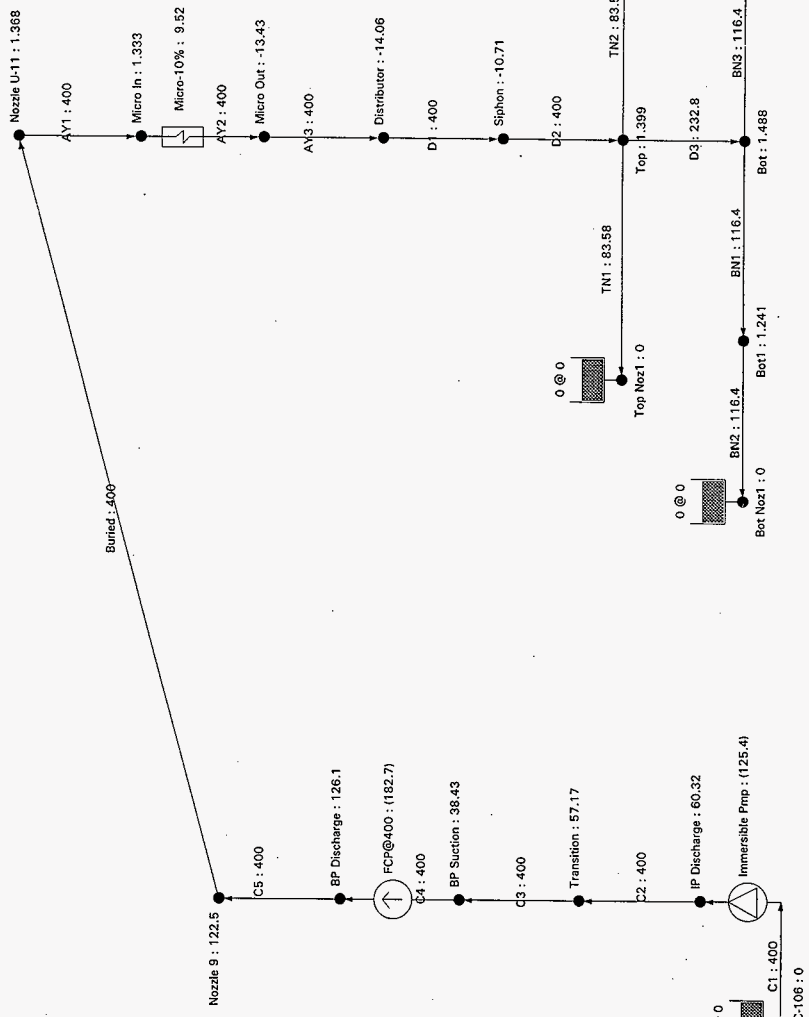 Nozzle U-11 : 1.368
AY1 : 400
Micro In : 1.333
Micro-10% : 9.52
AY2 : 400
Micro Out : -13.43
AY3 : 400
Distributor : -14.06
D1 : 400
Siphon : -10.71
D2 : 400
TN2 : 83.5
Top : 1.399
D3 : 232.8
BN3 : 116.4
Bot : 1.488
TN1 : 83.58
BN1 : 116.4
0 @ 0
Top Noz1 : 0
Bot1 : 1.241
BN2 : 116.4
0 @ 0
Bot Noz1 : 0
Buried : 400
Nozzle 9 : 122.5
C5 : 400
BP Discharge : 126.1
FCP@400 : (182.7)
C4 : 400
BP Suction : 38.43
C3 : 400
Transition : 57.17
C2 : 400
IP Discharge : 60.32
Immersible Pmp : (125.4)
C1 : 400
0
C-106 : 0